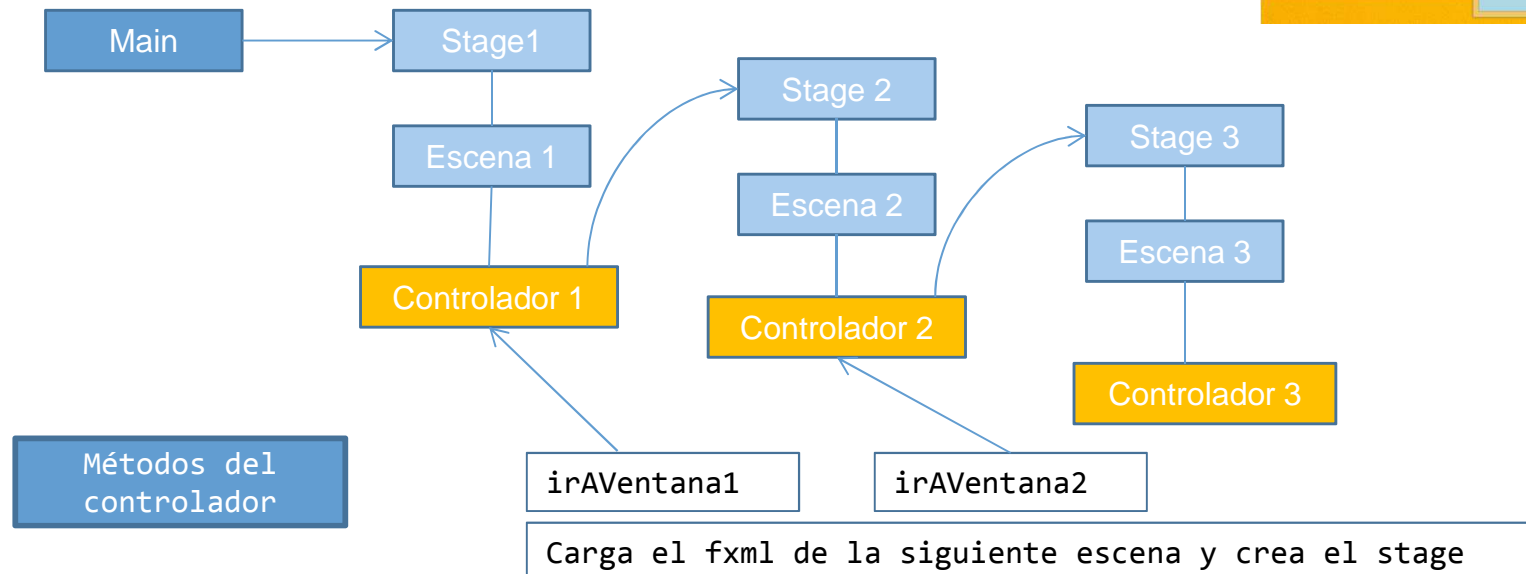 Main
Stage1
Stage 2
Stage 3
Escena 1
Escena 2
Escena 3
Controlador 1
Controlador 2
Controlador 3
Métodos del
controlador
irAVentana1
irAVentana2
Carga el fxml de la siguiente escena y crea el stage